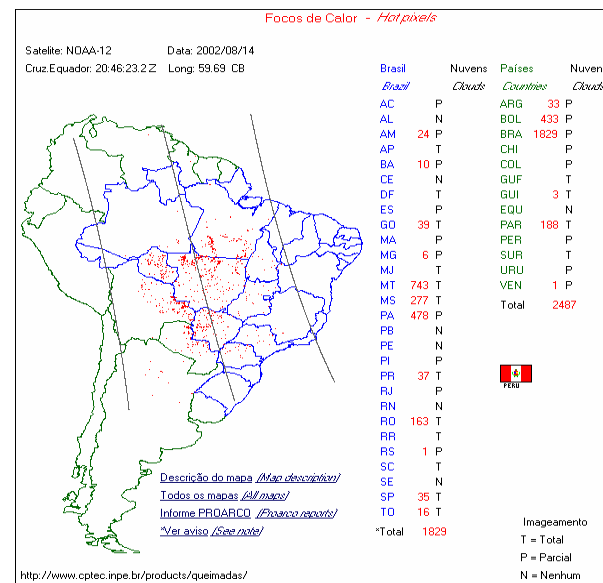 Focos de Calor - Hot pixels
Satelite: NOAA-12 Data: 2002/08/14
Cruz.Equador: 20:46:23.2 Z Long: 59.69 CB
Brasil Nuvens Países Nuven
Brazil Clouds Countries Clouds
AC P ARG 33 P
AL N BOL 433 P
AM 24 P BRA 1829 P
AP T CHI P
BA 10 P COL P
CE N GUF T
DF T GUI 3 T
ES P EQU N
GO 39 T PAR 188 T
MA P PER P
MG 6 P SUR T
MJ T URU P
MT 743 T VEN 1 P
MS 277 T Total 2487
PA 478 P
PB N
PE N
PI P
PR 37 T
PERU
RJ P
RN N
RO 163 T
RR T
RS 1 P
SC T
SE N
SP 35 T
TO 16 T
*Total 1829
Descrição do mapa (Map description)
Todos os mapas (All maps)
Informe PROARCO (Proarco reports)
*Ver aviso (See note)
Imageamento
T = Total
P = Parcial
N = Nenhum
http://www.cptec.inpe.br/products/queimadas/